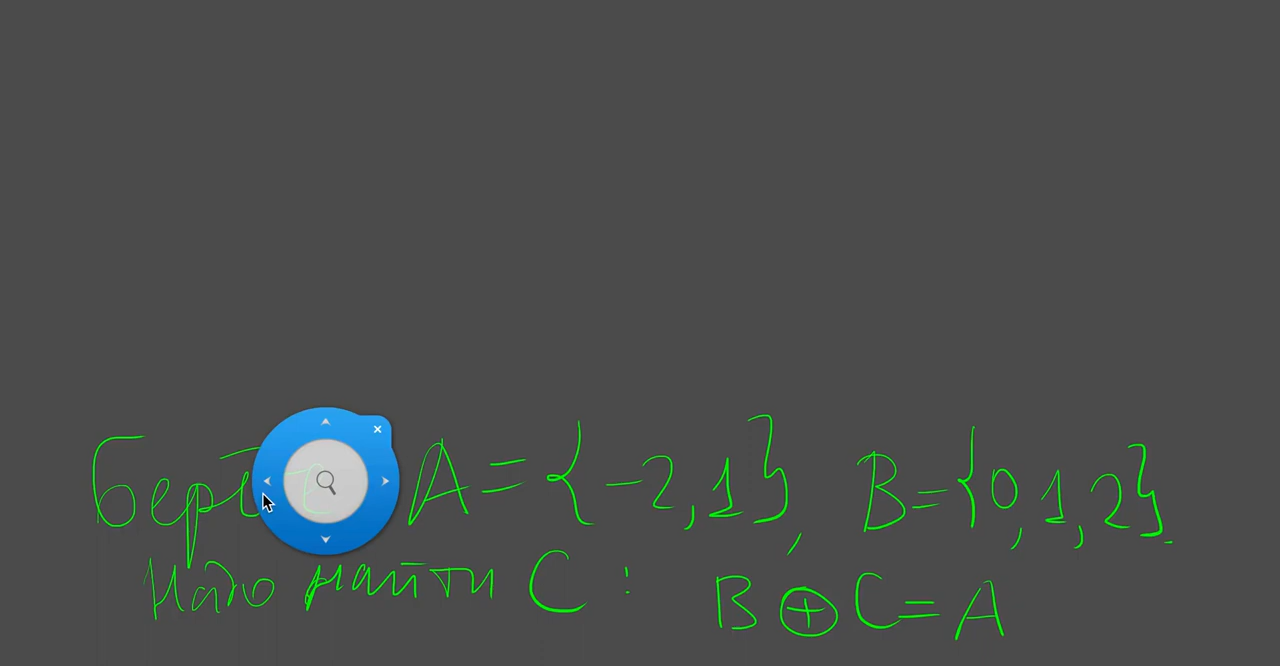 A = {-2, 1}, B = {0, 1, 2}.
Надо найти C : B ⊕ C = A